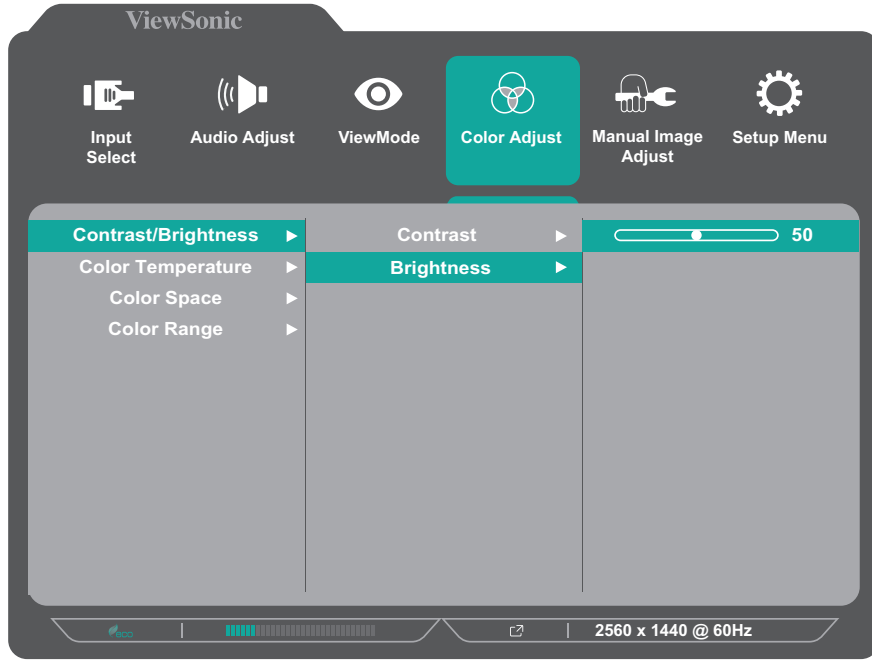 ViewSonic
Input Select
Audio Adjust
ViewMode
Color Adjust
Manual Image Adjust
Setup Menu
Contrast/Brightness
Contrast
50
Color Temperature
Brightness
Color Space
Color Range
ECO
2560 x 1440 @ 60Hz